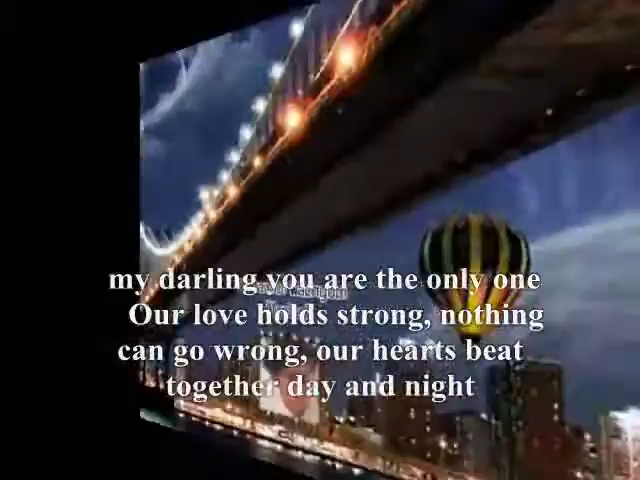 my darling you are the only one
Our love holds strong, nothing
can go wrong, our hearts beat
together day and night